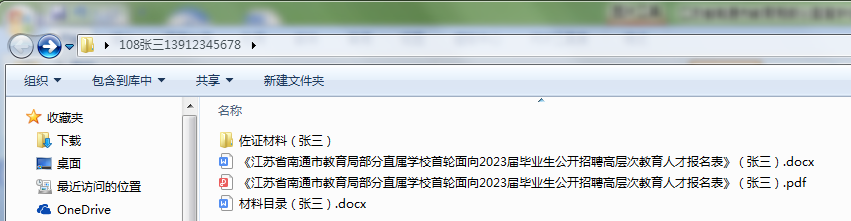 108张三13912345678
组织 包含到库中 共享 新建文件夹
收藏夹
下载
桌面
最近访问的位置
OneDrive
名称
佐证材料（张三）
《江苏省南通市教育局部分直属学校首轮面向2023届毕业生公开招聘高层次教育人才报名表》（张三）.docx
《江苏省南通市教育局部分直属学校首轮面向2023届毕业生公开招聘高层次教育人才报名表》（张三）.pdf
材料目录（张三）.docx